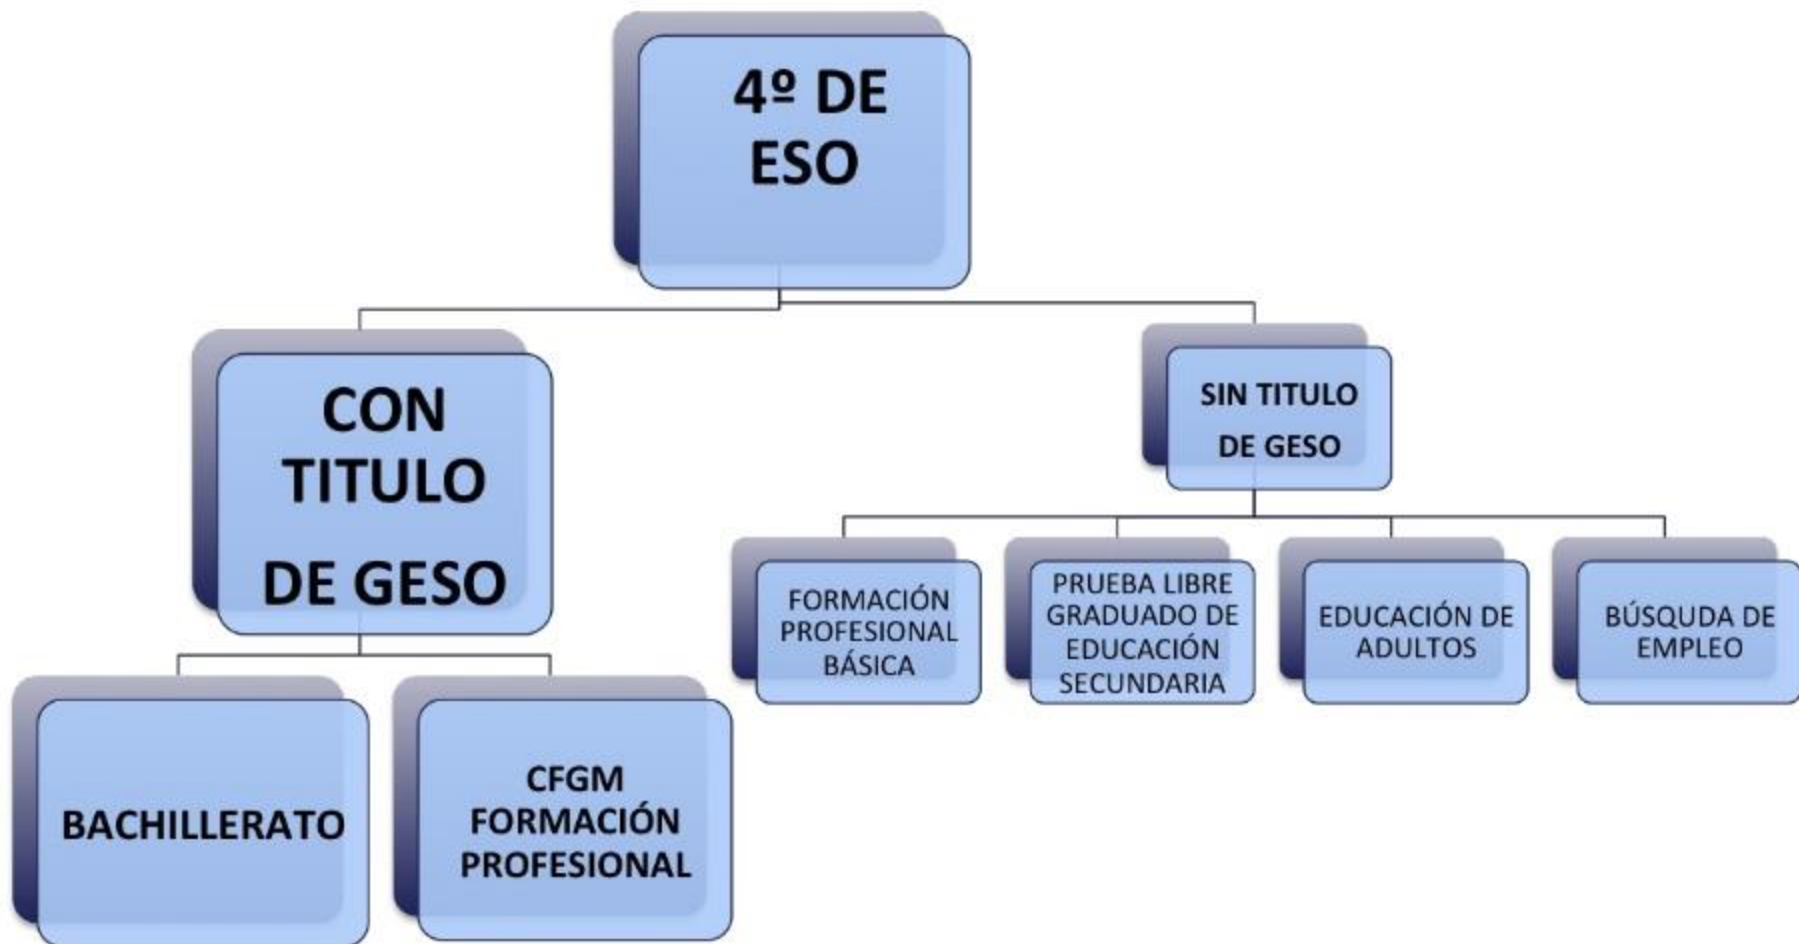 4º DE
ESO
CON
TITULO
DE GESO
SIN TITULO
DE GESO
BACHILLERATO
CFGM
FORMACIÓN
PROFESIONAL
FORMACIÓN
PROFESIONAL
BÁSICA
PRUEBA LIBRE
GRADUADO DE
EDUCACIÓN
SECUNDARIA
EDUCACIÓN DE
ADULTOS
BÚSQUDA DE
EMPLEO